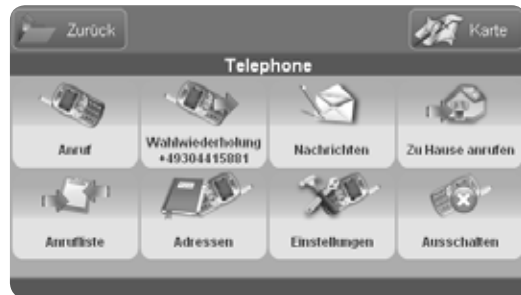 Zurück
Karte
Telephone
Anruf
Wahlwiederholung
+49304415881
Nachrichten
Zu Hause anrufen
Anrufliste
Adressen
Einstellungen
Ausschalten